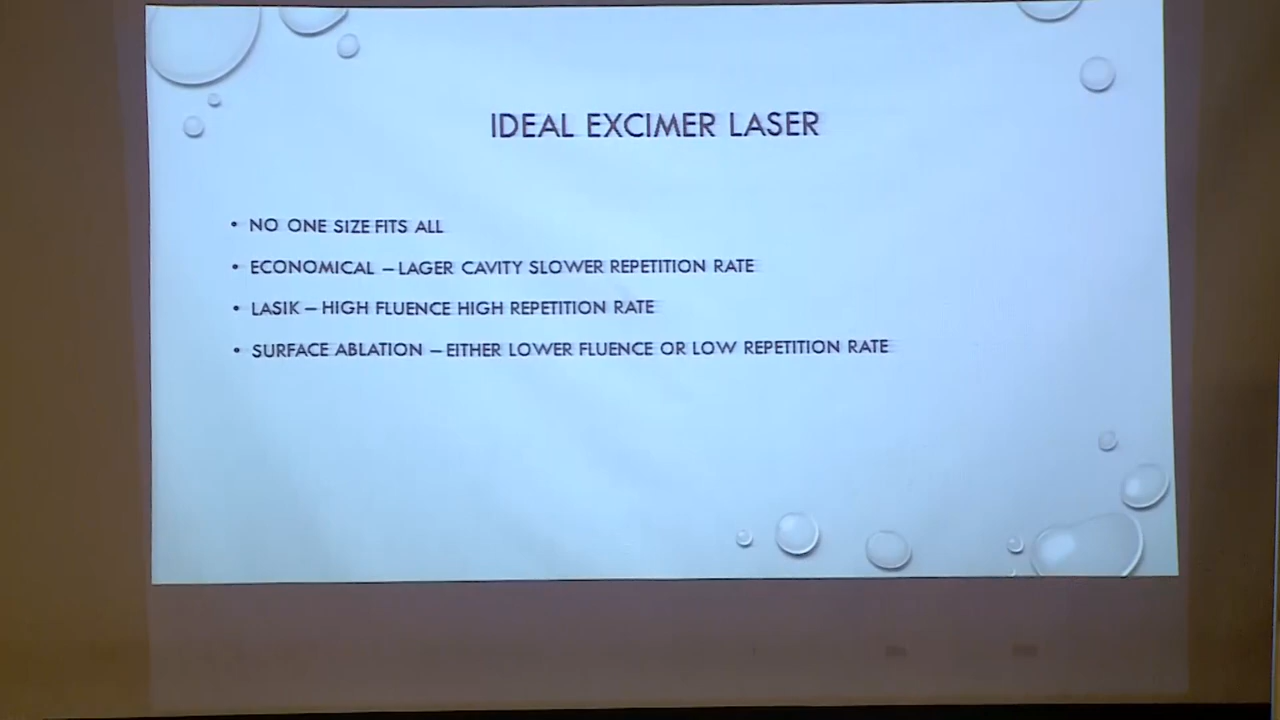 IDEAL EXCIMER LASER
• NO ONE SIZE FITS ALL
• ECONOMICAL – LAGER CAVITY SLOWER REPETITION RATE
• LASIK – HIGH FLUENCE HIGH REPETITION RATE
• SURFACE ABLATION – EITHER LOWER FLUENCE OR LOW REPETITION RATE